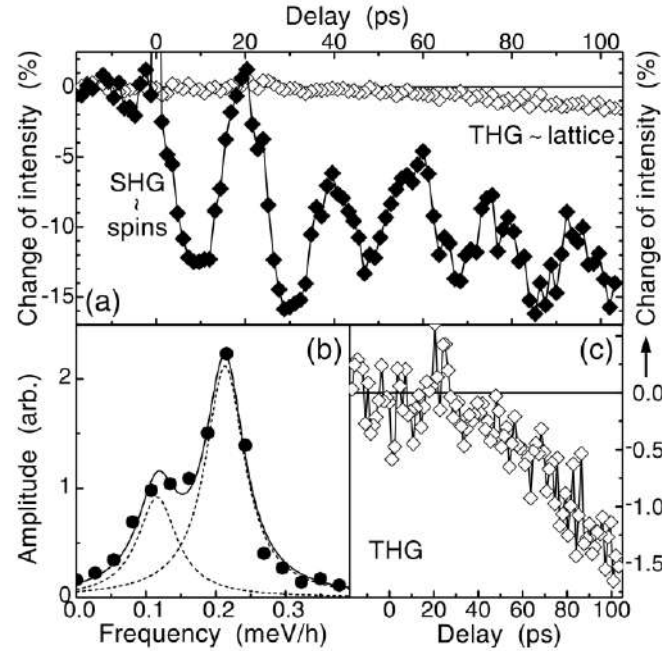 Delay (ps)
0 20 40 60 80 100
Change of intensity (%)
0
-5
-10
-15
SHG
~
spins
THG ~ lattice
Change of intensity (%)
(a)
(b)
Amplitude (arb.)
2
1
0
0.0 0.1 0.2 0.3
Frequency (meV/h)
(c)
0.0
-0.5
-1.0
-1.5
THG
0 20 40 60 80 100
Delay (ps)